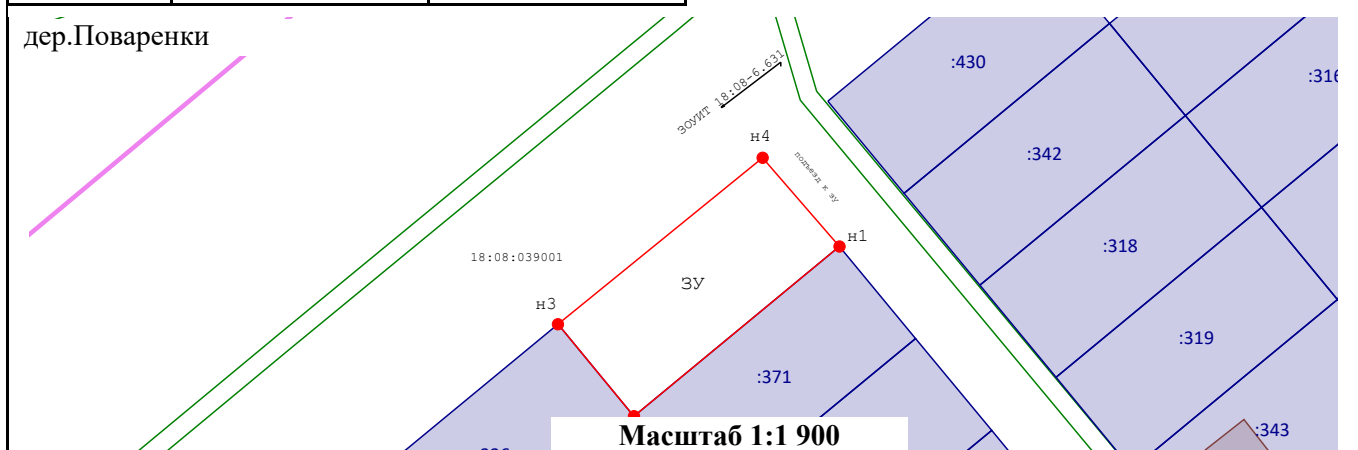 дер.Поваренки
:430
:316
ЗОУИТ 18:08-6.631
н4
:342
подъезд к ЗУ
н1
:318
18:08:039001
ЗУ
н3
:319
:371
:343
Масштаб 1:1 900